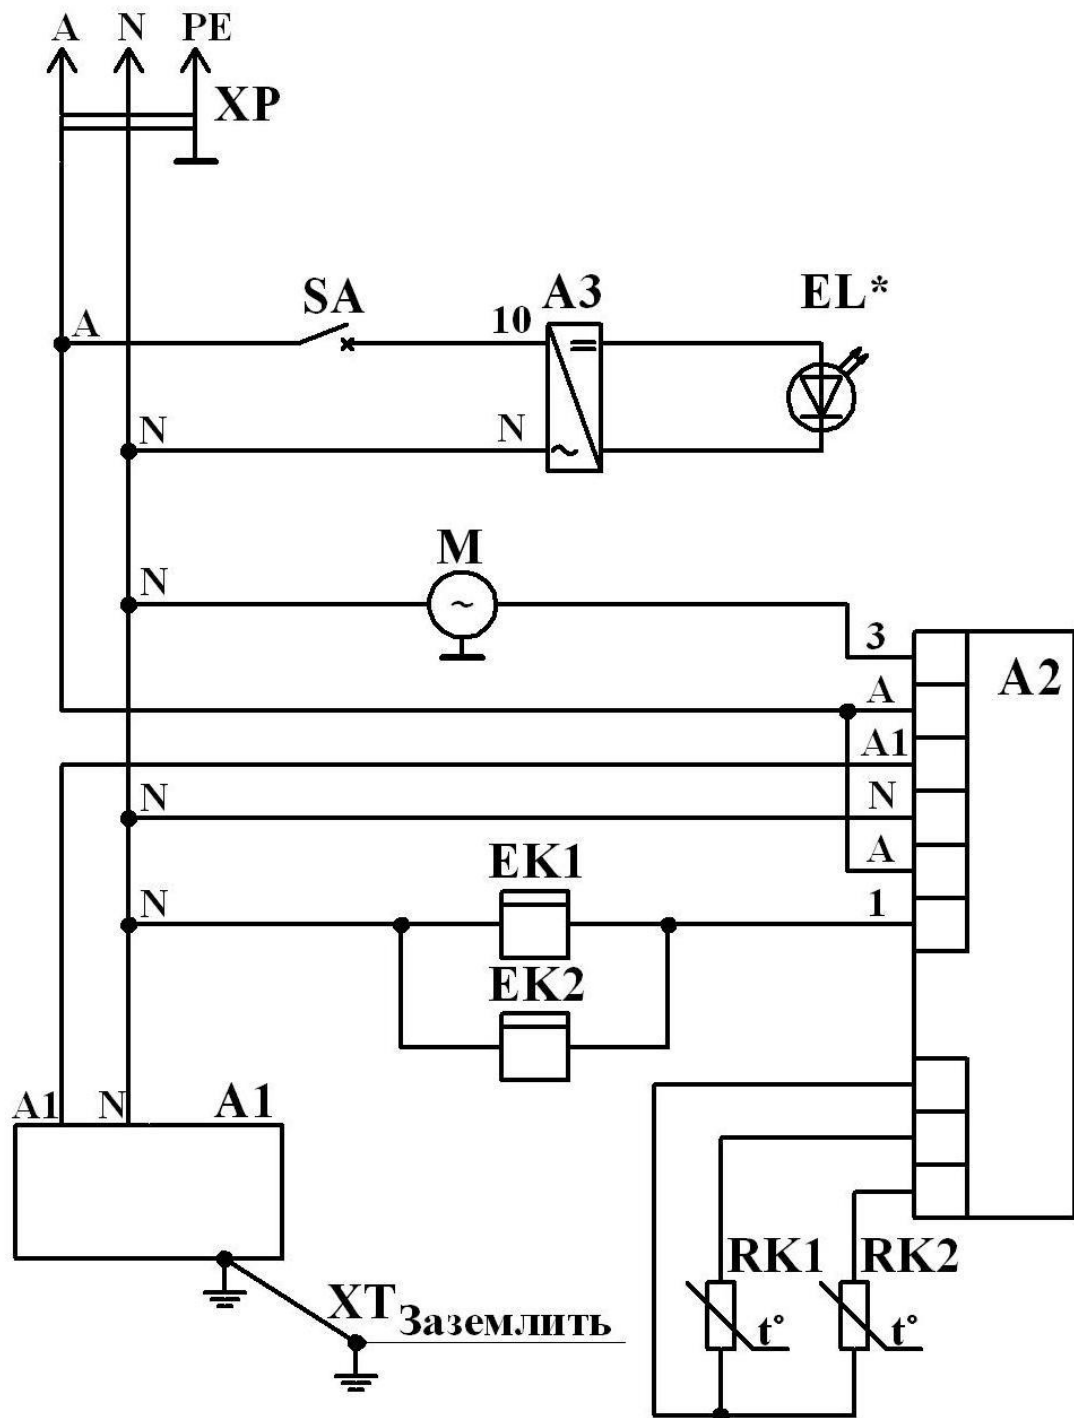 A N PE
XP
SA A3 EL*
A 10
N N
M
N
3
A2
A
A1
N N
EK1
A
N 1
EK2
A1 N A1
RK1 RK2
XT Заземлить
t° t°